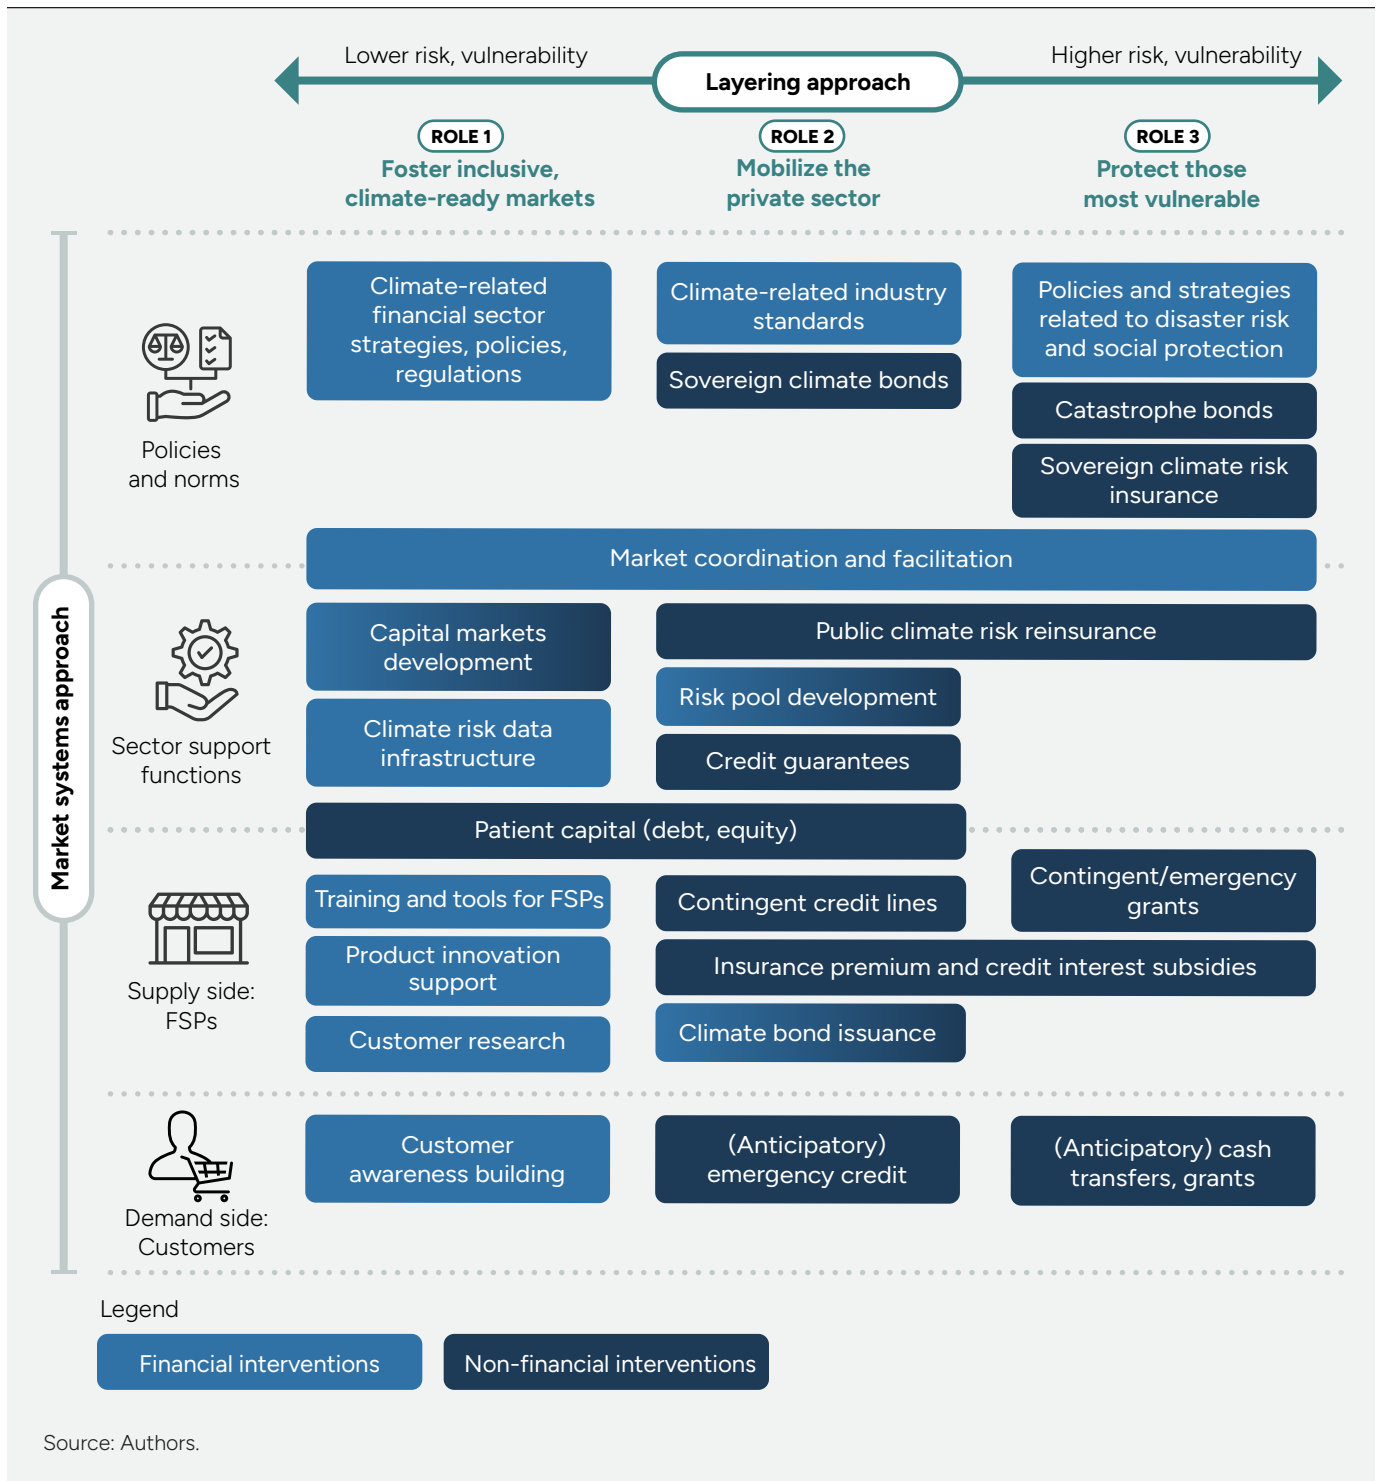 Lower risk, vulnerability
Higher risk, vulnerability
Layering approach
ROLE 1
Foster inclusive,
climate-ready markets
ROLE 2
Mobilize the
private sector
ROLE 3
Protect those
most vulnerable
Market systems approach
Policies
and norms
Climate-related
financial sector
strategies, policies,
regulations
Climate-related industry
standards
Sovereign climate bonds
Policies and strategies
related to disaster risk
and social protection
Catastrophe bonds
Sovereign climate risk
insurance
Market coordination and facilitation
Sector support
functions
Capital markets
development
Climate risk data
infrastructure
Public climate risk reinsurance
Risk pool development
Credit guarantees
Patient capital (debt, equity)
Supply side:
FSPs
Training and tools for FSPs
Product innovation
support
Customer research
Contingent credit lines
Contingent/emergency
grants
Insurance premium and credit interest subsidies
Climate bond issuance
Demand side:
Customers
Customer
awareness building
(Anticipatory)
emergency credit
(Anticipatory) cash
transfers, grants
Legend
Financial interventions
Non-financial interventions
Source: Authors.